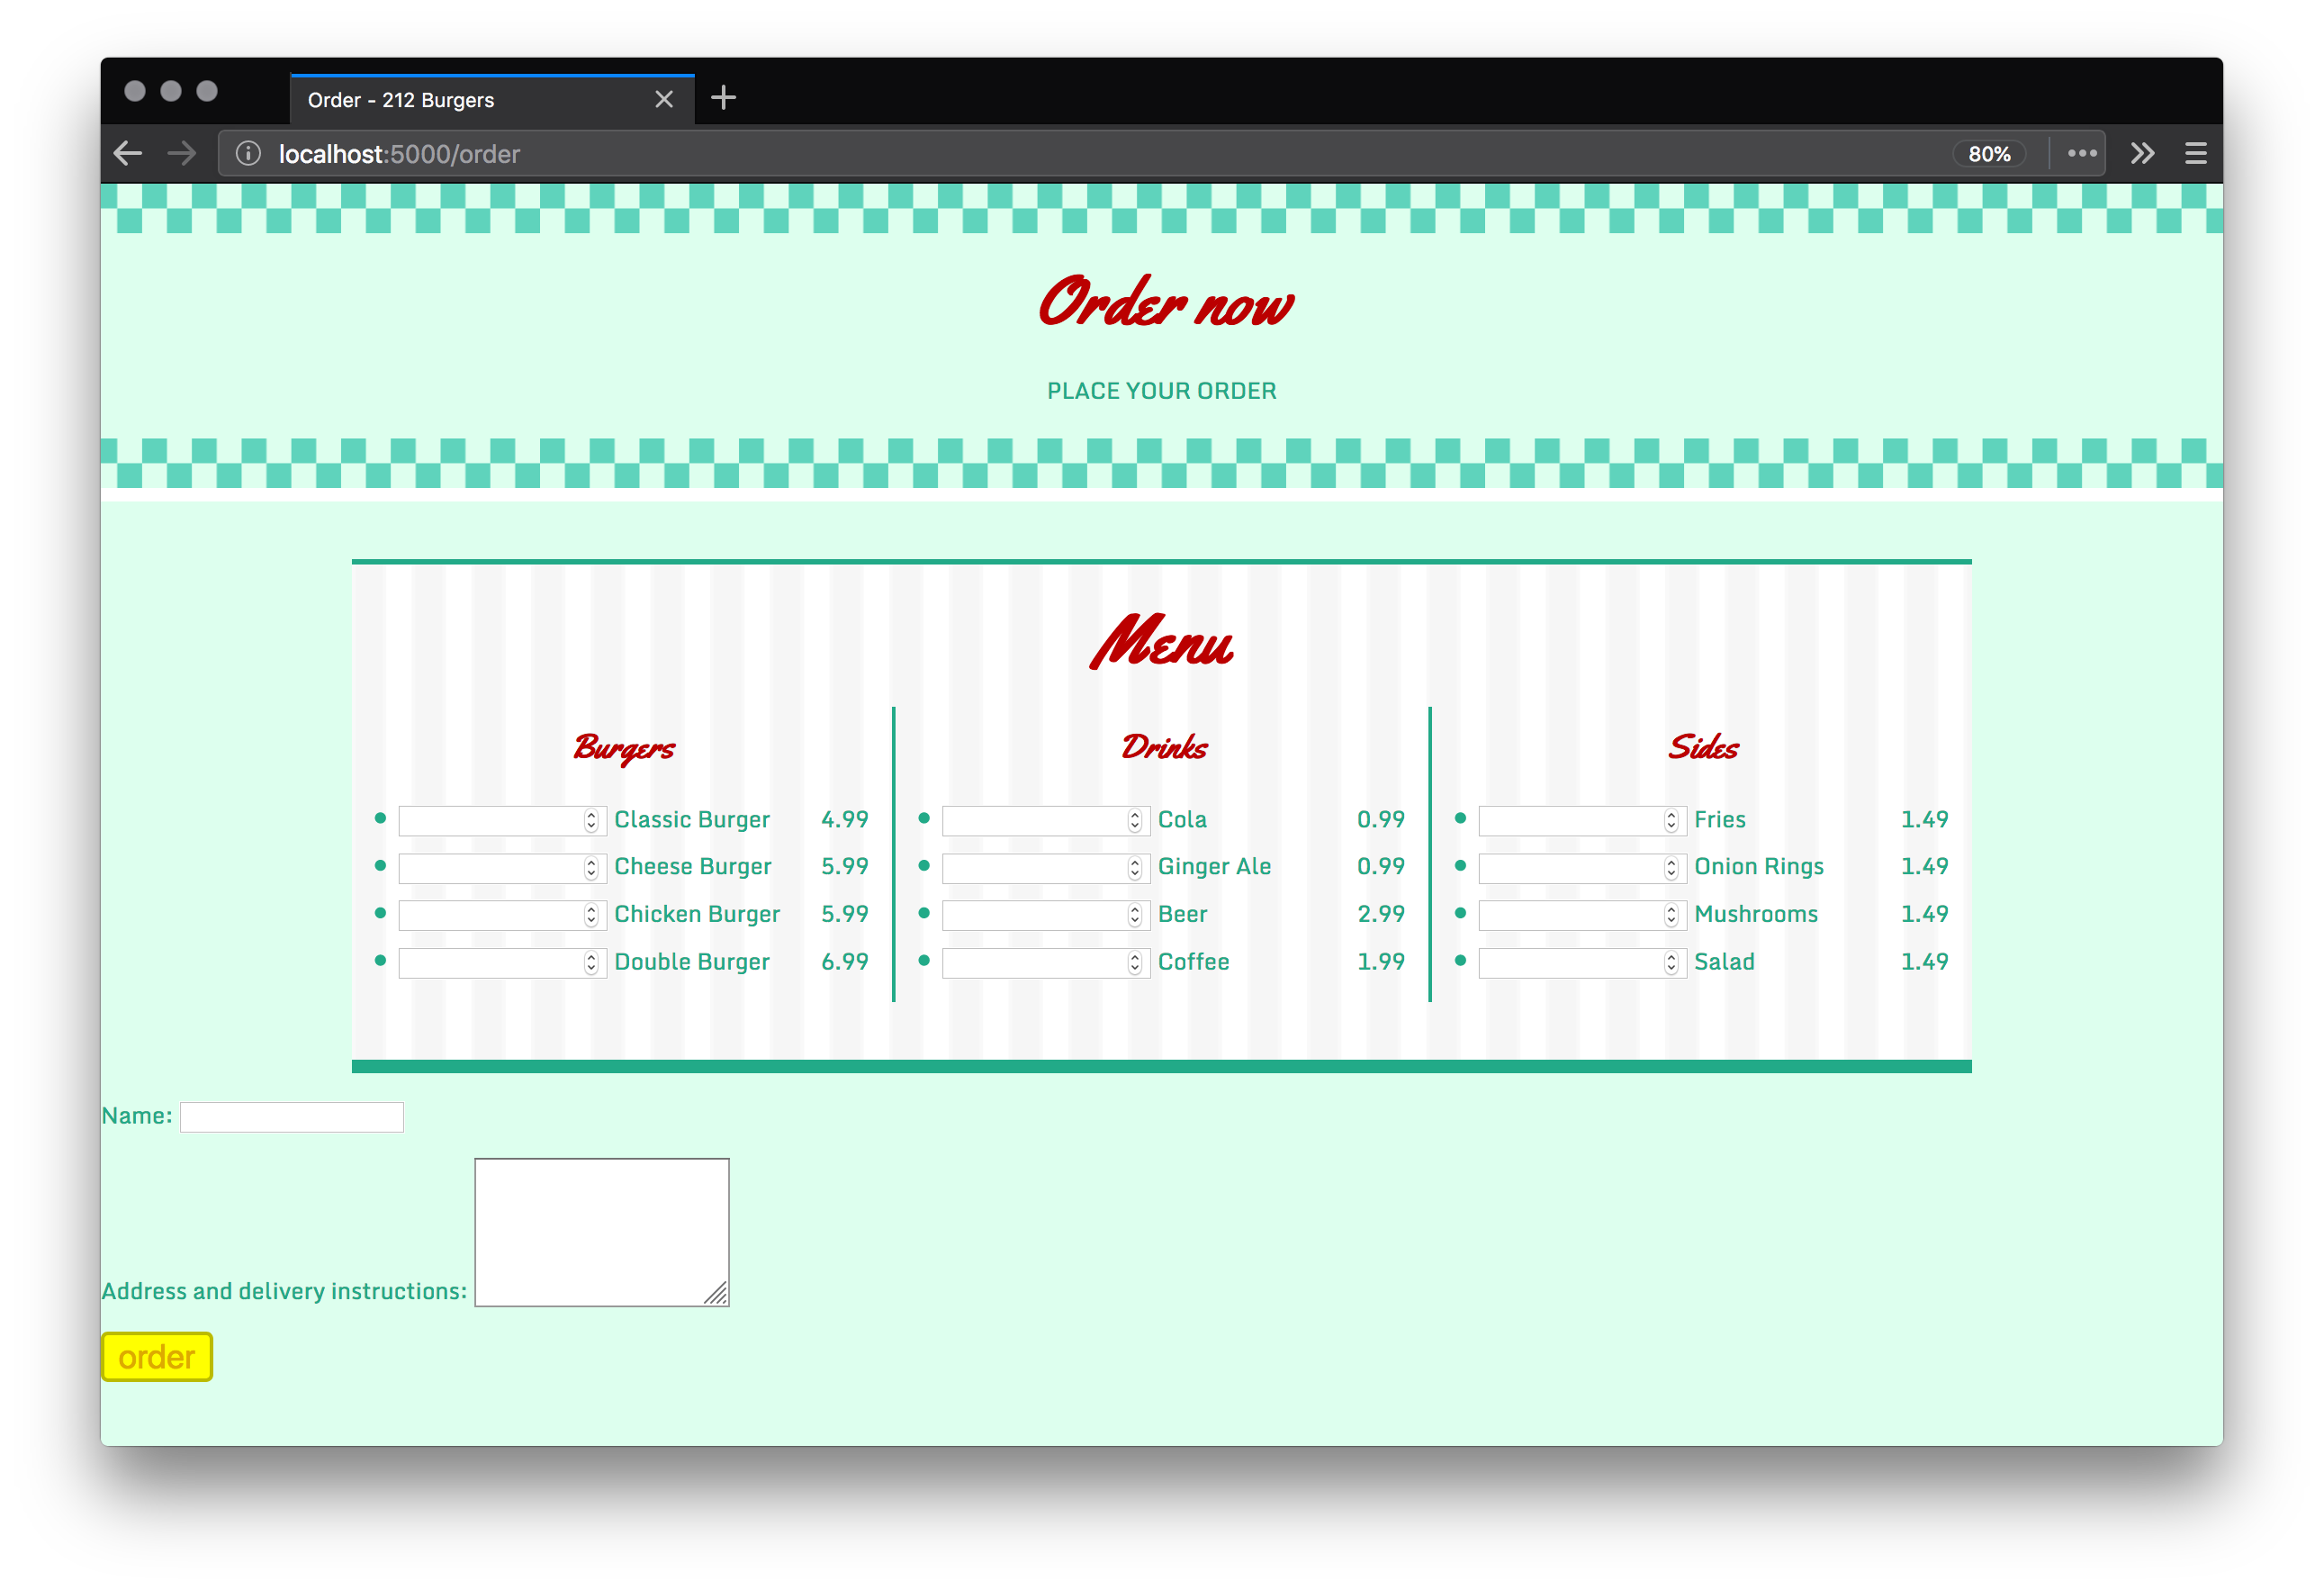 Order - 212 Burgers
localhost:5000/order
80%
Order now
PLACE YOUR ORDER
Menu
Burgers
Classic Burger 4.99
Cheese Burger 5.99
Chicken Burger 5.99
Double Burger 6.99
Drinks
Cola 0.99
Ginger Ale 0.99
Beer 2.99
Coffee 1.99
Sides
Fries 1.49
Onion Rings 1.49
Mushrooms 1.49
Salad 1.49
Name:
Address and delivery instructions:
order